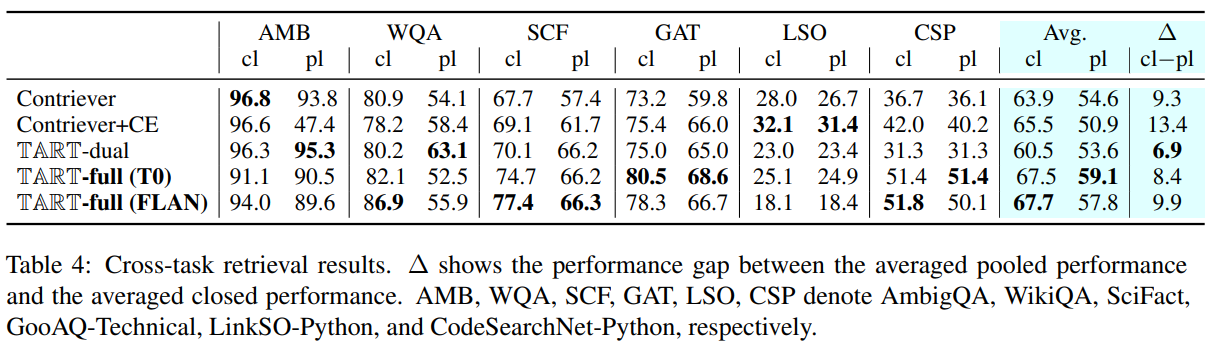 AMB WQA SCF GAT LSO CSP Avg. Δ
cl pl cl pl cl pl cl pl cl pl cl pl cl pl cl−pl
Contriever 96.8 93.8 80.9 54.1 67.7 57.4 73.2 59.8 28.0 26.7 36.7 36.1 63.9 54.6 9.3
Contriever+CE 96.6 47.4 78.2 58.4 69.1 61.7 75.4 66.0 32.1 31.4 42.0 40.2 65.5 50.9 13.4
𝕋𝔸ℝ𝕋-dual 96.3 95.3 80.2 63.1 70.1 66.2 75.0 65.0 23.0 23.4 31.3 31.3 60.5 53.6 6.9
𝕋𝔸ℝ𝕋-full (T0) 91.1 90.5 82.1 52.5 74.7 66.2 80.5 68.6 25.1 24.9 51.4 51.4 67.5 59.1 8.4
𝕋𝔸ℝ𝕋-full (FLAN) 94.0 89.6 86.9 55.9 77.4 66.3 78.3 66.7 18.1 18.4 51.8 50.1 67.7 57.8 9.9
Table 4: Cross-task retrieval results. Δ shows the performance gap between the averaged pooled performance
and the averaged closed performance. AMB, WQA, SCF, GAT, LSO, CSP denote AmbigQA, WikiQA, SciFact,
GooAQ-Technical, LinkSO-Python, and CodeSearchNet-Python, respectively.